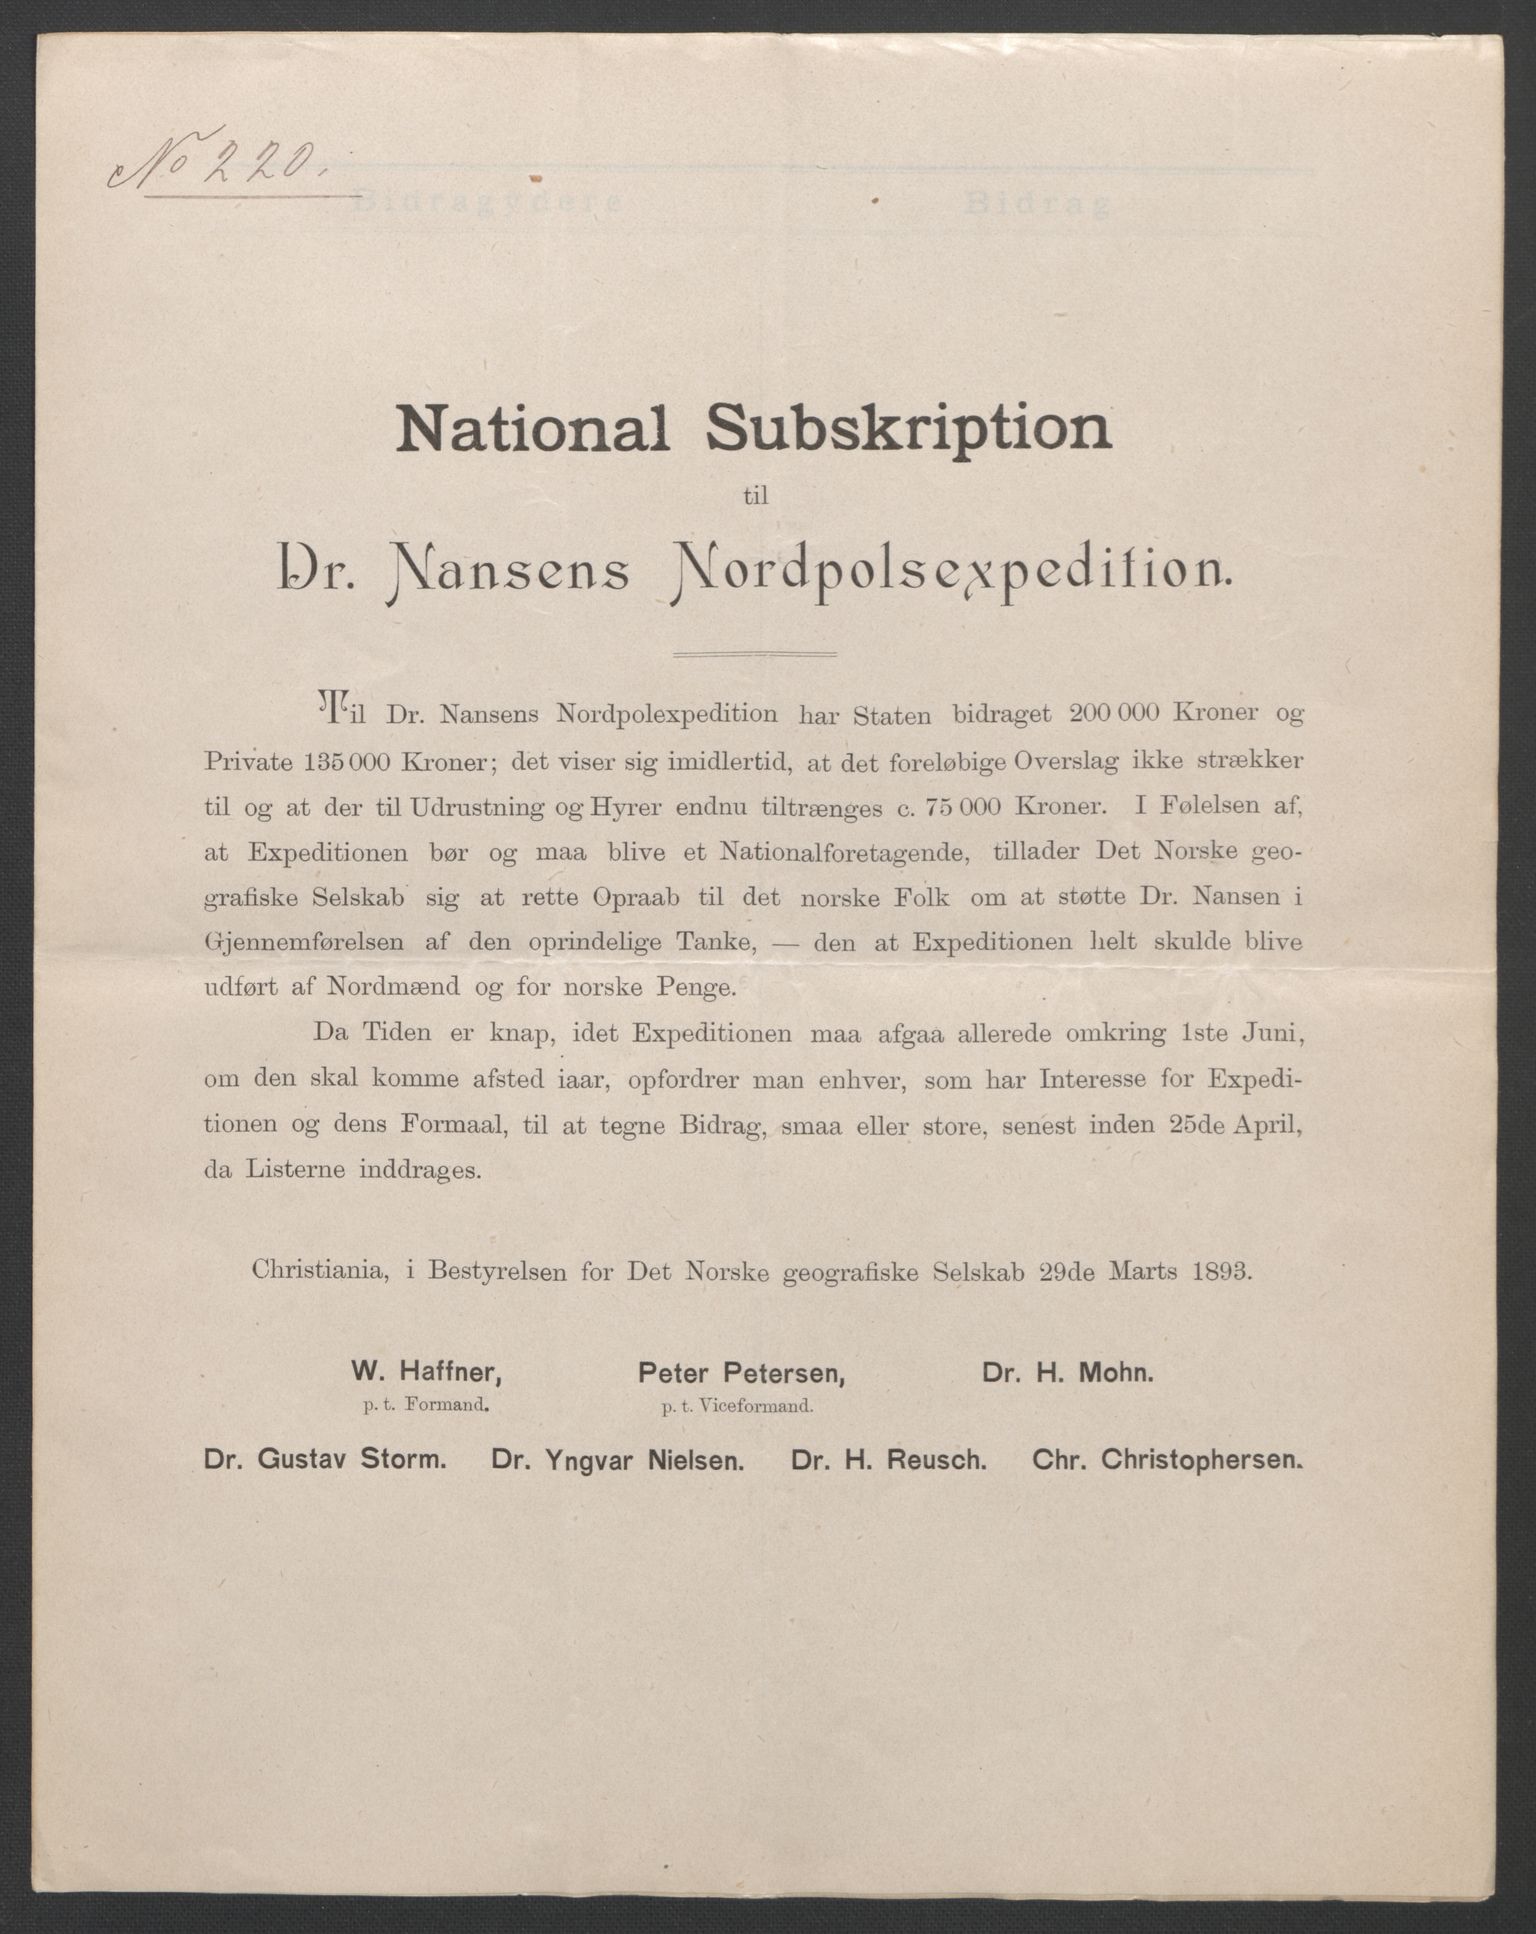 No 220.
Bidragydere Bidrag
National Subskription
til
Dr. Nansens Nordpolsexpedition.
Til Dr. Nansens Nordpolexpedition har Staten bidraget 200 000 Kroner og
Private 135 000 Kroner; det viser sig imidlertid, at det foreløbige Overslag ikke strækker
til og at der til Udrustning og Hyrer endnu tiltrænges c. 75 000 Kroner. I Følelsen af,
at Expeditionen bør og maa blive et Nationalforetagende, tillader Det Norske geo-
grafiske Selskab sig at rette Opraab til det norske Folk om at støtte Dr. Nansen i
Gjennemførelsen af den oprindelige Tanke, — den at Expeditionen helt skulde blive
udført af Nordmænd og for norske Penge.
Da Tiden er knap, idet Expeditionen maa afgaa allerede omkring 1ste Juni,
om den skal komme afsted iaar, opfordrer man enhver, som har Interesse for Expedi-
tionen og dens Formaal, til at tegne Bidrag, smaa eller store, senest inden 25de April,
da Listerne inddrages.
Christiania, i Bestyrelsen for Det Norske geografiske Selskab 29de Marts 1893.
W. Haffner, Peter Petersen, Dr. H. Mohn.
p. t. Formand. p. t. Viceformand.
Dr. Gustav Storm. Dr. Yngvar Nielsen. Dr. H. Reusch. Chr. Christophersen.